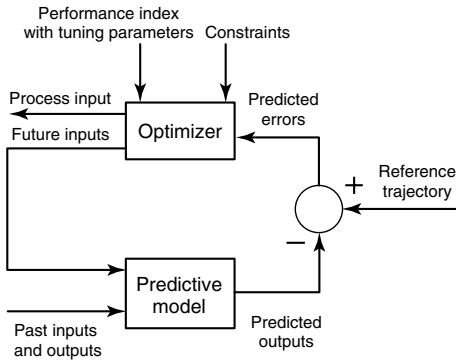 Performance index
with tuning parameters
Constraints
Process input
Future inputs
Optimizer
Predicted
errors
+
Reference
trajectory
−
Predictive
model
Past inputs
and outputs
Predicted
outputs